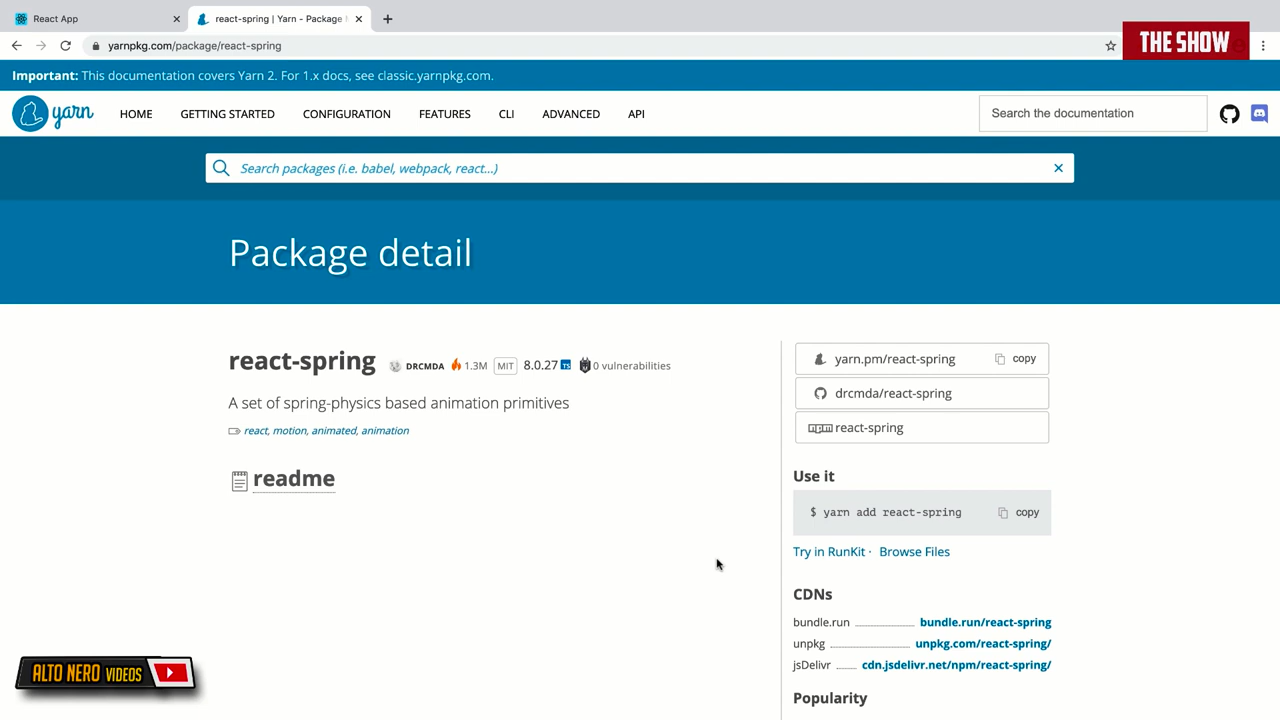 React App
react-spring | Yarn - Package
yarnpkg.com/package/react-spring
THE SHOW
Important: This documentation covers Yarn 2. For 1.x docs, see classic.yarnpkg.com.
yarn HOME GETTING STARTED CONFIGURATION FEATURES CLI ADVANCED API Search the documentation
Search packages (i.e. babel, webpack, react...)
Package detail
react-spring DRCMDA 1.3M MIT 8.0.27 TS 0 vulnerabilities
A set of spring-physics based animation primitives
react, motion, animated, animation
readme
yarn.pm/react-spring copy
drcmda/react-spring
react-spring
Use it
$ yarn add react-spring copy
Try in RunKit · Browse Files
CDNs
bundle.run bundle.run/react-spring
unpkg unpkg.com/react-spring/
jsDelivr cdn.jsdelivr.net/npm/react-spring/
Popularity
ALTO NERO VIDEOS